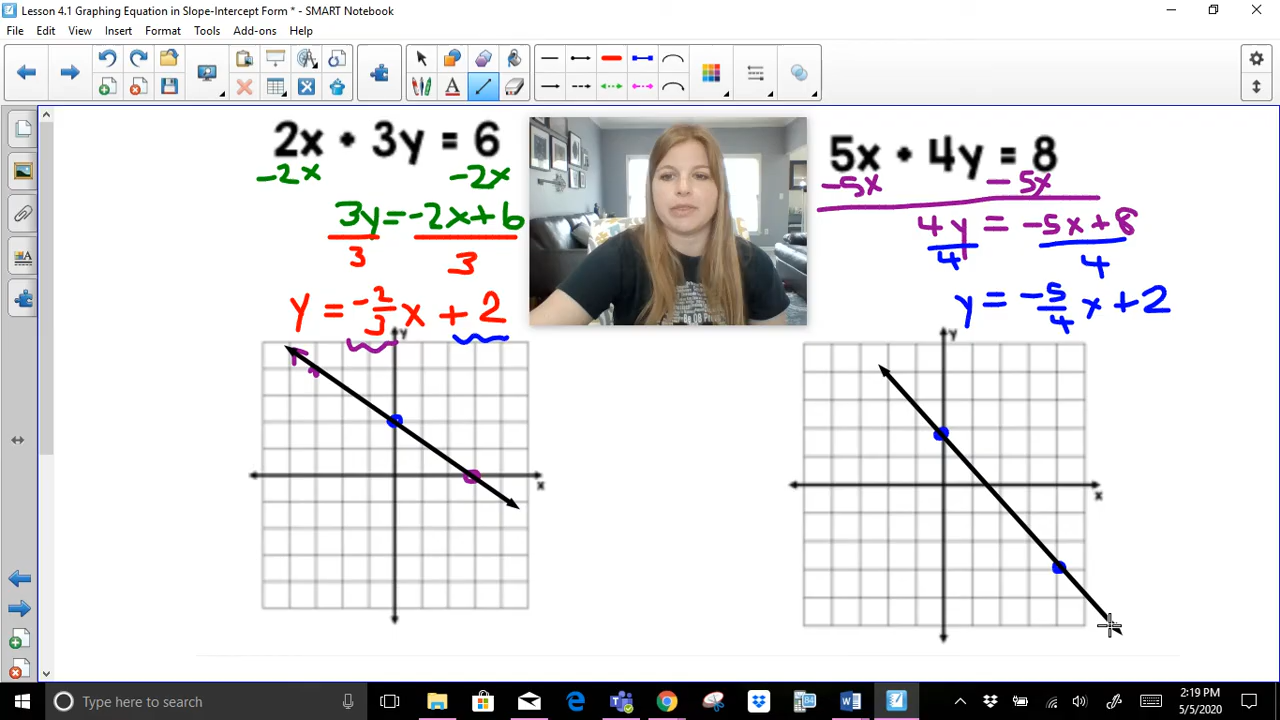 Lesson 4.1 Graphing Equation in Slope-Intercept Form * - SMART Notebook
File Edit View Insert Format Tools Add-ons Help
2x + 3y = 6
-2x -2x
3y=-2x+6
3 3
y = -2/3 x + 2
y
x
5x + 4y = 8
-5x - 5x
4y = -5x+8
4 4
y = -5/4 x + 2
y
x
Type here to search
2:19 PM
5/5/2020